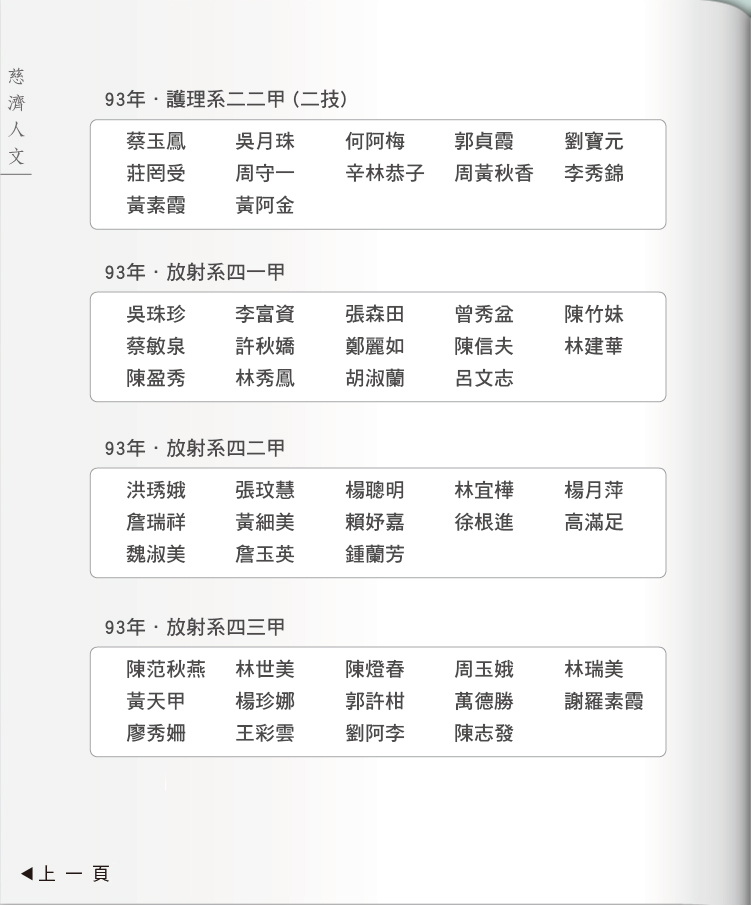 慈濟人文
93年・護理系二二甲（二技）
蔡玉鳳 吳月珠 何阿梅 郭貞霞 劉寶元
莊罔受 周守一 辛林恭子 周黃秋香 李秀錦
黃素霞 黃阿金
93年・放射系四一甲
吳珠珍 李富資 張森田 曾秀盆 陳竹妹
蔡敏泉 許秋嬌 鄭麗如 陳信夫 林建華
陳盈秀 林秀鳳 胡淑蘭 呂文志
93年・放射系四二甲
洪琇娥 張玟慧 楊聰明 林宜樺 楊月萍
詹瑞祥 黃細美 賴妤嘉 徐根進 高滿足
魏淑美 詹玉英 鍾蘭芳
93年・放射系四三甲
陳范秋燕 林世美 陳燈春 周玉娥 林瑞美
黃天甲 楊珍娜 郭許柑 萬德勝 謝羅素霞
廖秀姍 王彩雲 劉阿李 陳志發
◀上一頁